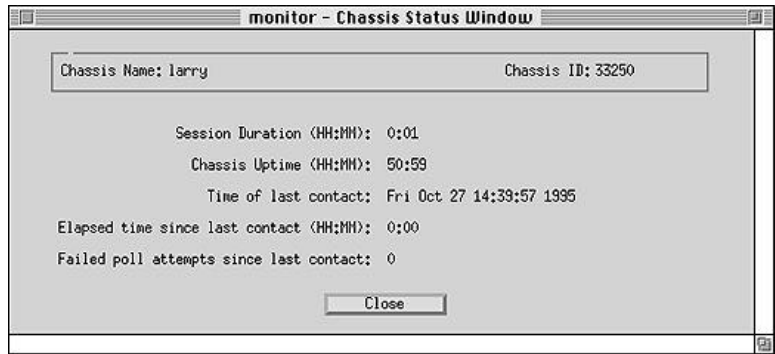 monitor - Chassis Status Window
Chassis Name: larry Chassis ID: 33250
Session Duration (HH:MM): 0:01
Chassis Uptime (HH:MM): 50:59
Time of last contact: Fri Oct 27 14:39:57 1995
Elapsed time since last contact (HH:MM): 0:00
Failed poll attempts since last contact: 0
Close